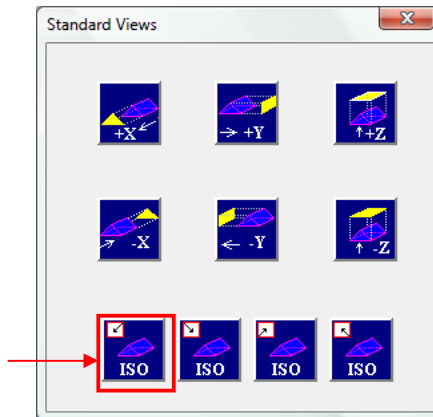 Standard Views
+X +Y +Z
-X -Y -Z
ISO ISO ISO ISO